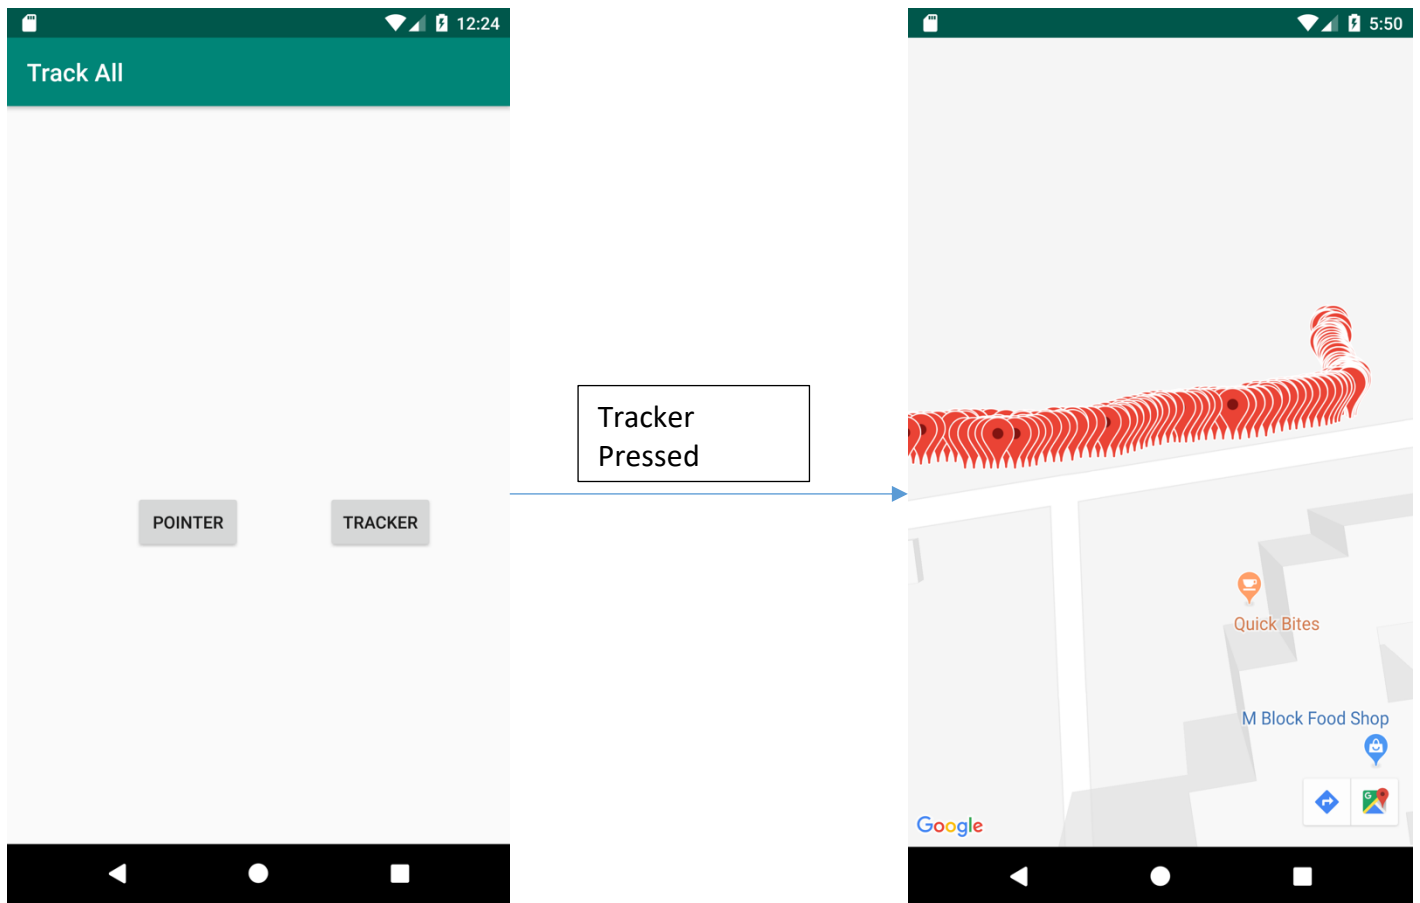 12:24
Track All
POINTER
TRACKER
Tracker
Pressed
5:50
Quick Bites
M Block Food Shop
Google